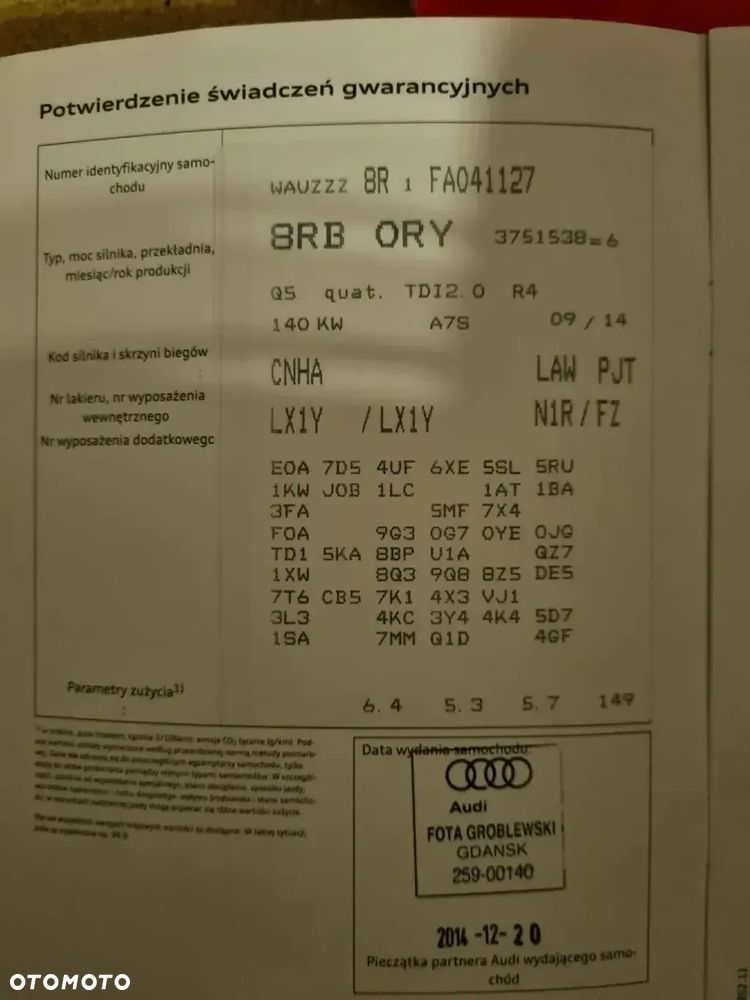 Potwierdzenie świadczeń gwarancyjnych
Numer identyfikacyjny samo-
chodu
WAUZZZ 8R 1 FA041127
Typ, moc silnika, przekładnia,
miesiąc/rok produkcji
8RB 0RY 3751538=6
Q5 quat. TDI2.0 R4
140 KW A7S 09 / 14
Kod silnika i skrzyni biegów
CNHA LAW PJT
Nr lakieru, nr wyposażenia
wewnętrznego
LX1Y /LX1Y N1R/FZ
Nr wyposażenia dodatkowego
E0A 7D5 4UF 6XE 5SL 5RU
1KW J0B 1LC 1AT 1BA
3FA 5MF 7X4
F0A 9G3 0G7 0YE 0JG
TD1 5KA 8BP U1A QZ7
1XW 8Q3 9Q8 8Z5 DE5
7T6 CB5 7K1 4X3 VJ1
3L3 4KC 3Y4 4K4 5D7
1SA 7MM Q1D 4GF
Parametry zużycia1)
:
6.4 5.3 5.7 149
Data wydania samochodu:
Audi
FOTA GROBLEWSKI
GDANSK
259-00140
2014 -12- 20
Pieczątka partnera Audi wydającego samo-
chód
OTOMOTO